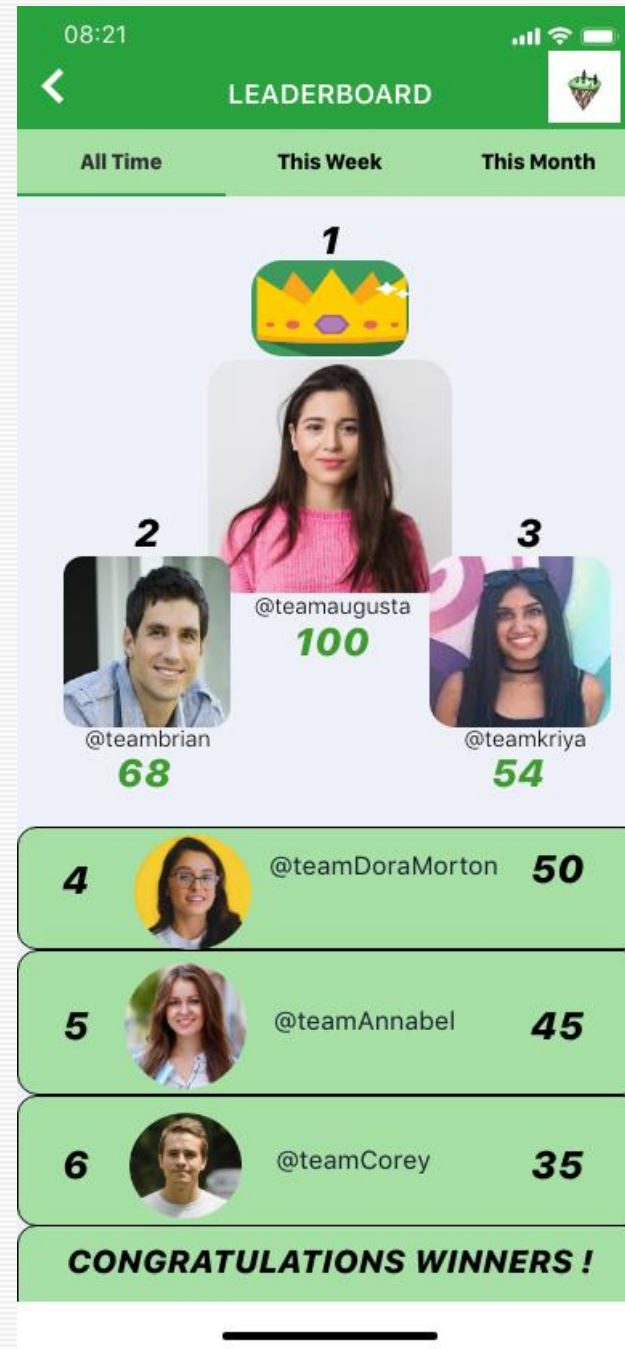 08:21
LEADERBOARD
All Time This Week This Month
1
2
3
@teamaugusta
100
@teambrian
68
@teamkriya
54
4 @teamDoraMorton 50
5 @teamAnnabel 45
6 @teamCorey 35
CONGRATULATIONS WINNERS !